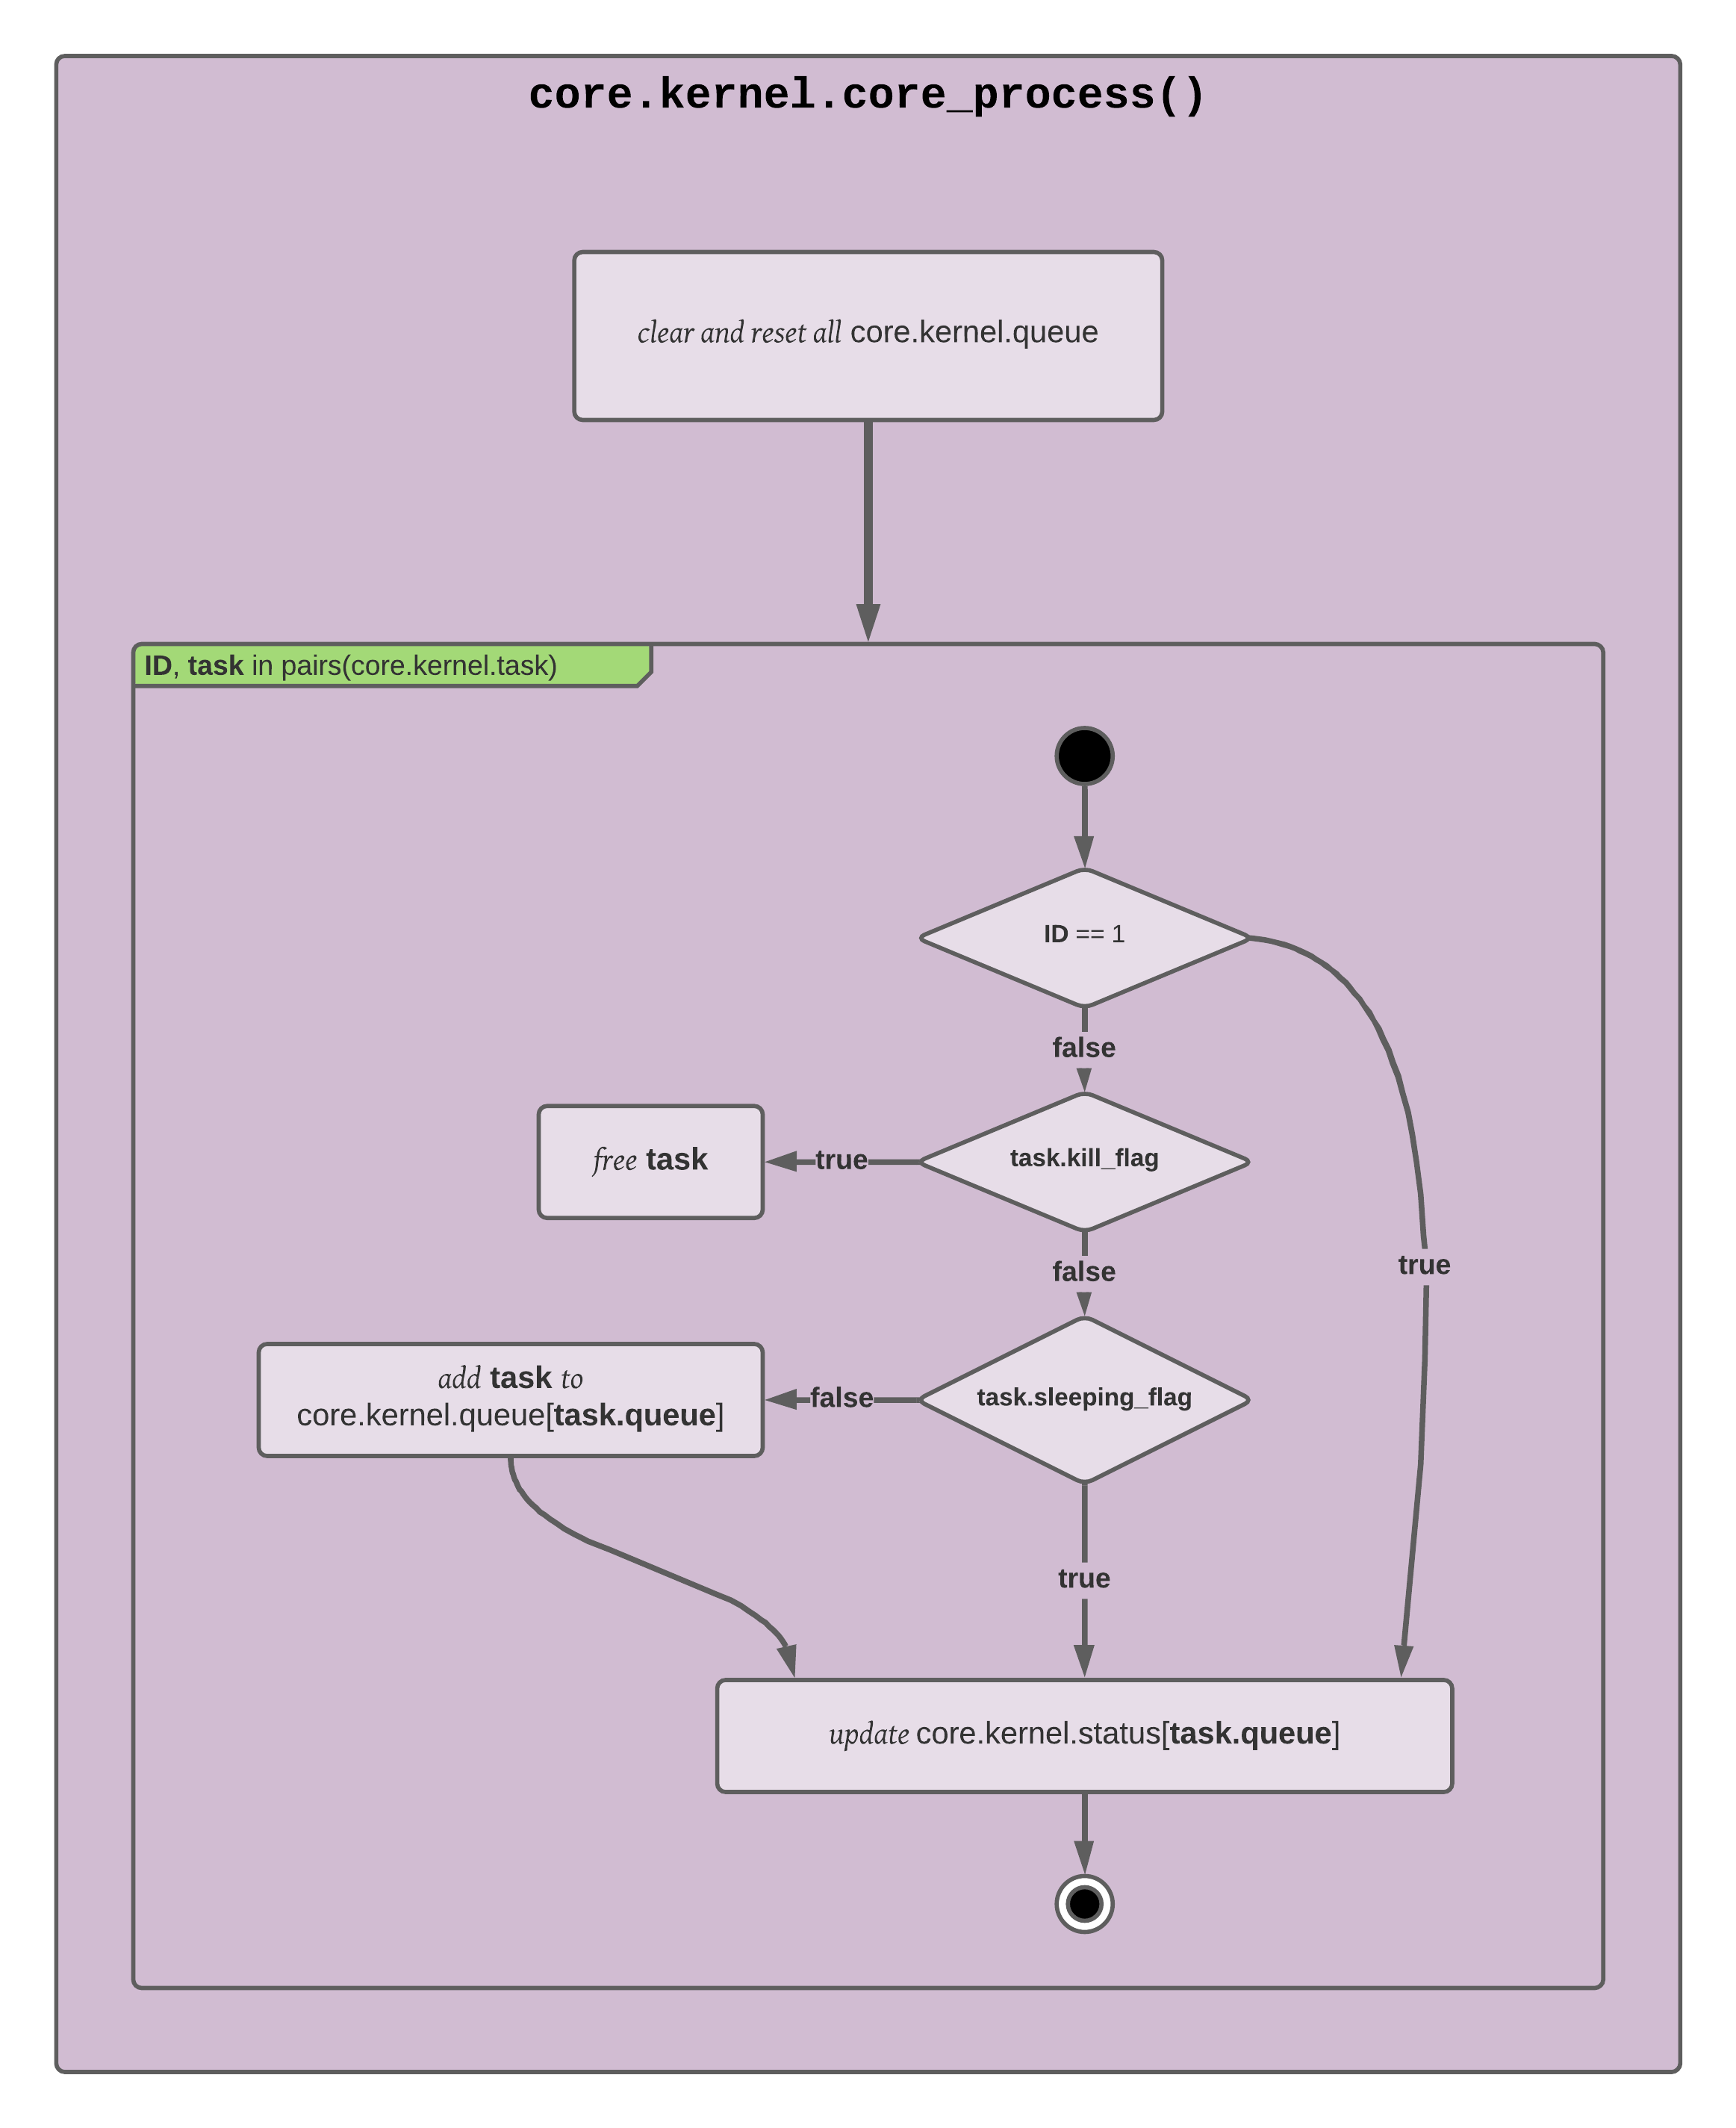 core.kernel.core_process()
clear and reset all core.kernel.queue
ID, task in pairs(core.kernel.task)
ID == 1
false
true
task.kill_flag
true
free task
false
task.sleeping_flag
false
add task to
core.kernel.queue[task.queue]
true
update core.kernel.status[task.queue]